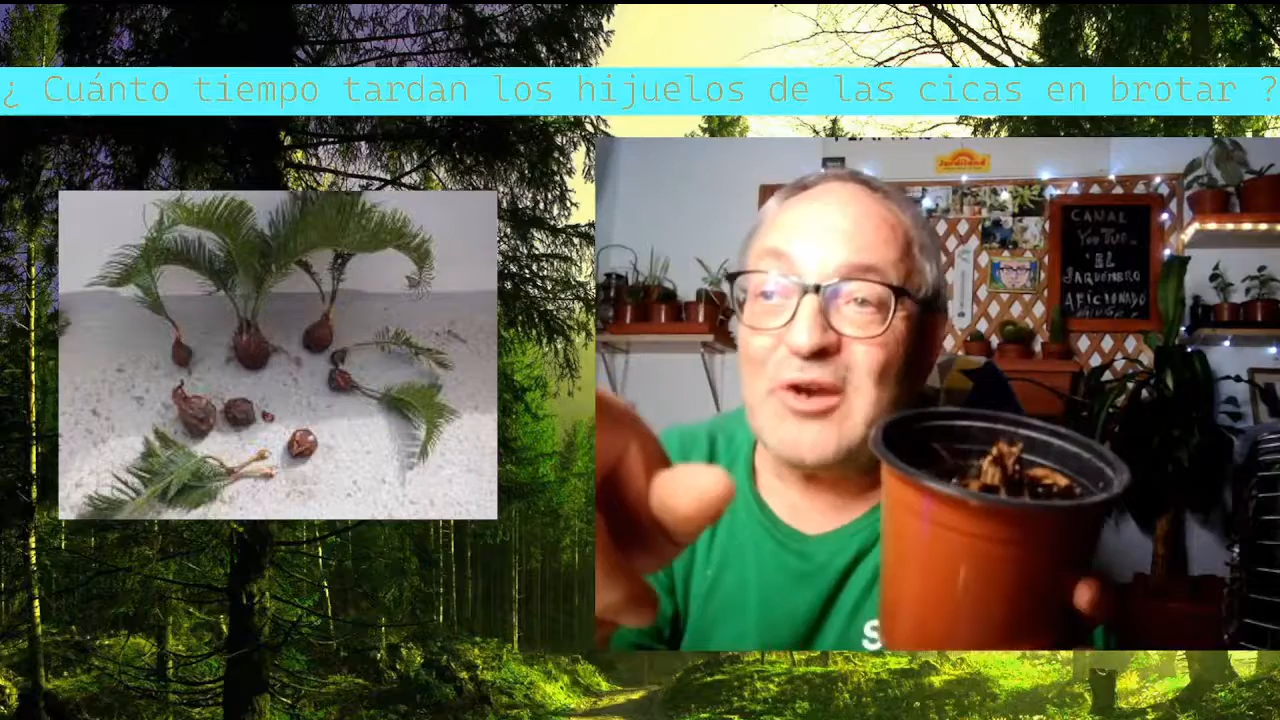 ¿ Cuánto tiempo tardan los hijuelos de las cicas en brotar ?
Jardiland
CANAL
YouTube
"EL
JARDINERO
AFICIONADO
S